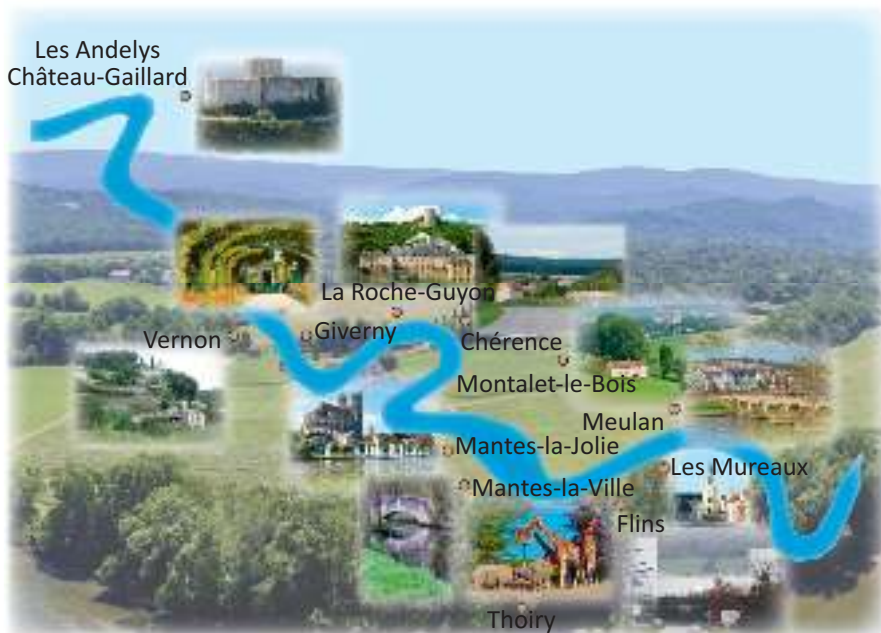 Les Andelys
Château-Gaillard
La Roche-Guyon
Vernon
Giverny
Chérence
Montalet-le-Bois
Meulan
Mantes-la-Jolie
Les Mureaux
Mantes-la-Ville
Flins
Thoiry